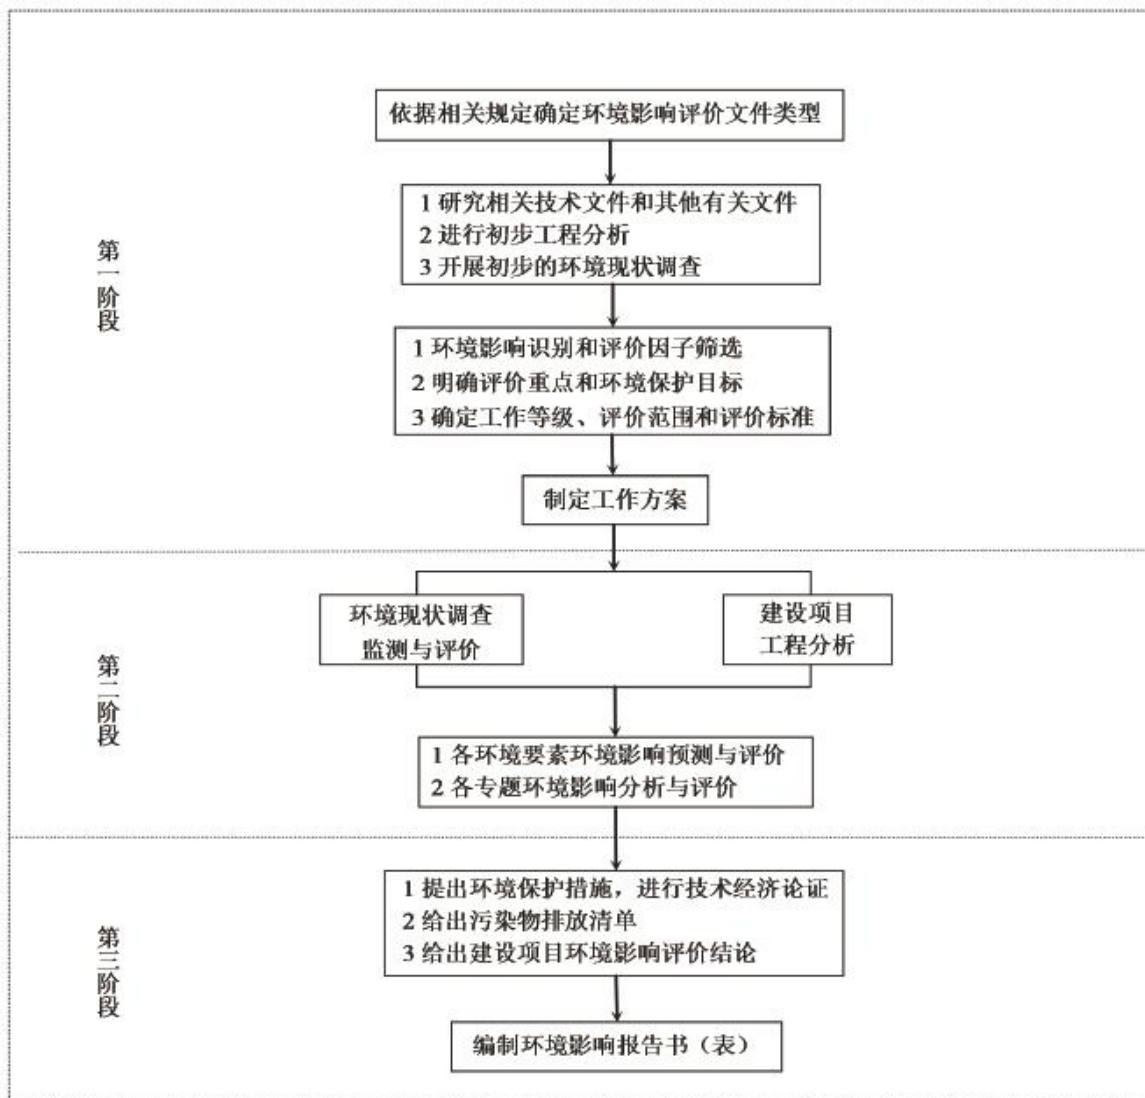 依据相关规定确定环境影响评价文件类型
1 研究相关技术文件和其他有关文件
2 进行初步工程分析
3 开展初步的环境现状调查
第一阶段
1 环境影响识别和评价因子筛选
2 明确评价重点和环境保护目标
3 确定工作等级、评价范围和评价标准
制定工作方案
环境现状调查
监测与评价
建设项目
工程分析
第二阶段
1 各环境要素环境影响预测与评价
2 各专题环境影响分析与评价
1 提出环境保护措施，进行技术经济论证
2 给出污染物排放清单
3 给出建设项目环境影响评价结论
第三阶段
编制环境影响报告书（表）